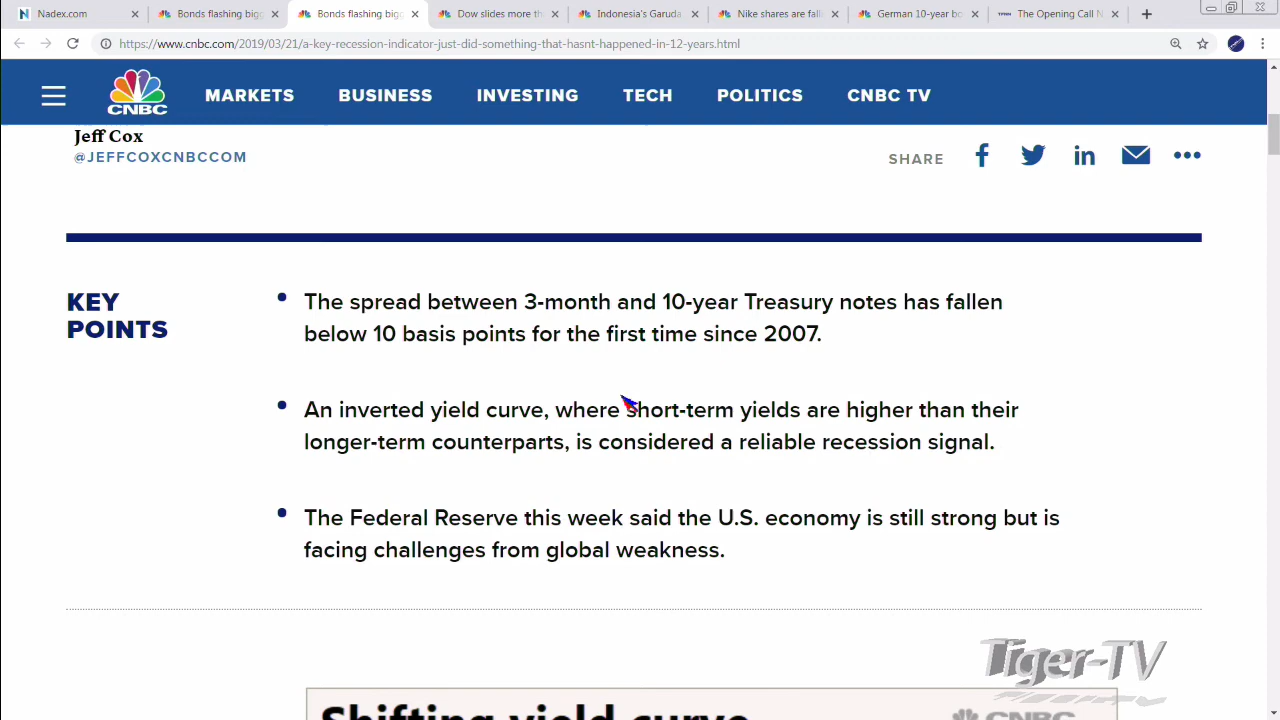 Nadex.com
Bonds flashing bigg
Bonds flashing bigg
Dow slides more th
Indonesia's Garuda
Nike shares are fall
German 10-year bo
The Opening Call N
https://www.cnbc.com/2019/03/21/a-key-recession-indicator-just-did-something-that-hasnt-happened-in-12-years.html
CNBC
MARKETS
BUSINESS
INVESTING
TECH
POLITICS
CNBC TV
Jeff Cox
@JEFFCOXCNBCCOM
SHARE
KEY
POINTS
The spread between 3-month and 10-year Treasury notes has fallen
below 10 basis points for the first time since 2007.
An inverted yield curve, where short-term yields are higher than their
longer-term counterparts, is considered a reliable recession signal.
The Federal Reserve this week said the U.S. economy is still strong but is
facing challenges from global weakness.
Tiger-TV
Shifting yield curve
CNBC